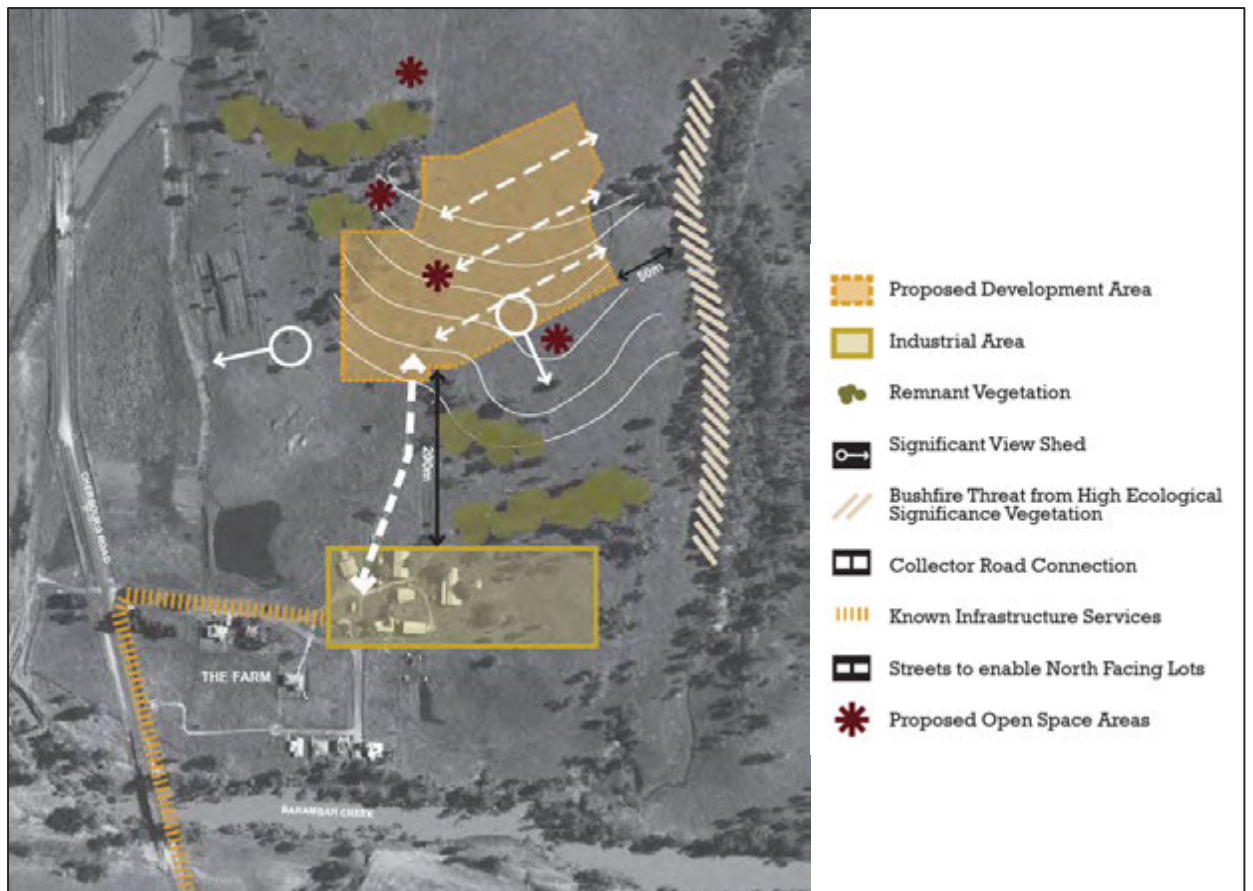 50m
200m
CHERBOURG ROAD
THE FARM
BARAMBAH CREEK
Proposed Development Area
Industrial Area
Remnant Vegetation
Significant View Shed
Bushfire Threat from High Ecological
Significance Vegetation
Collector Road Connection
Known Infrastructure Services
Streets to enable North Facing Lots
Proposed Open Space Areas